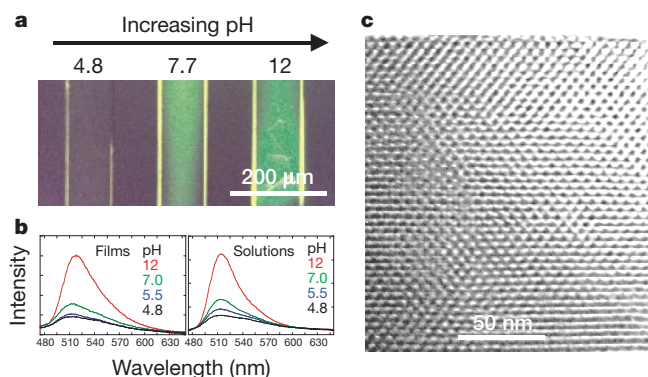 a
Increasing pH
4.8 7.7 12
200 μm
b
Intensity
Films
pH
12
7.0
5.5
4.8
480 510 540 570 600 630
Solutions
pH
12
7.0
5.5
4.8
480 510 540 570 600 630
Wavelength (nm)
c
50 nm